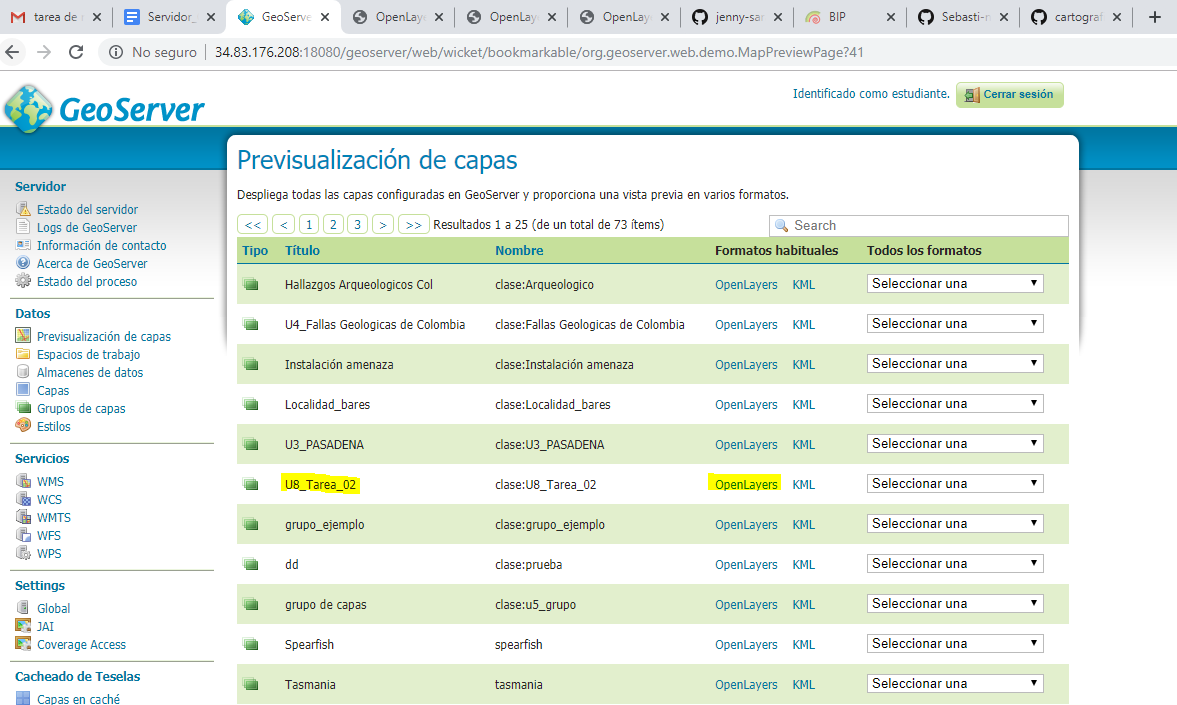 tarea de
Servidor_
GeoServe
OpenLaye
OpenLaye
OpenLaye
jenny-sar
BIP
Sebasti-n
cartograf
No seguro
34.83.176.208:18080/geoserver/web/wicket/bookmarkable/org.geoserver.web.demo.MapPreviewPage?41
GeoServer
Identificado como estudiante.
Cerrar sesión
Servidor
Estado del servidor
Logs de GeoServer
Información de contacto
Acerca de GeoServer
Estado del proceso
Datos
Previsualización de capas
Espacios de trabajo
Almacenes de datos
Capas
Grupos de capas
Estilos
Servicios
WMS
WCS
WMTS
WFS
WPS
Settings
Global
JAI
Coverage Access
Cacheado de Teselas
Capas en caché
Previsualización de capas
Despliega todas las capas configuradas en GeoServer y proporciona una vista previa en varios formatos.
<< < 1 2 3 > >> Resultados 1 a 25 (de un total de 73 ítems)
Search
Tipo Título Nombre Formatos habituales Todos los formatos
Hallazgos Arqueologicos Col clase:Arqueologico OpenLayers KML Seleccionar una
U4_Fallas Geologicas de Colombia clase:Fallas Geologicas de Colombia OpenLayers KML Seleccionar una
Instalación amenaza clase:Instalación amenaza OpenLayers KML Seleccionar una
Localidad_bares clase:Localidad_bares OpenLayers KML Seleccionar una
U3_PASADENA clase:U3_PASADENA OpenLayers KML Seleccionar una
U8_Tarea_02 clase:U8_Tarea_02 OpenLayers KML Seleccionar una
grupo_ejemplo clase:grupo_ejemplo OpenLayers KML Seleccionar una
dd clase:prueba OpenLayers KML Seleccionar una
grupo de capas clase:u5_grupo OpenLayers KML Seleccionar una
Spearfish spearfish OpenLayers KML Seleccionar una
Tasmania tasmania OpenLayers KML Seleccionar una